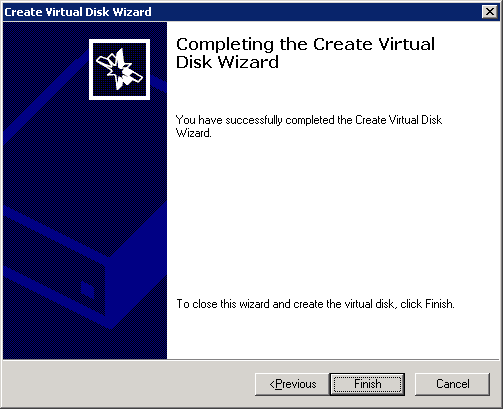 Create Virtual Disk Wizard
Completing the Create Virtual
Disk Wizard
You have successfully completed the Create Virtual Disk
Wizard.
To close this wizard and create the virtual disk, click Finish.
<Previous
Finish
Cancel